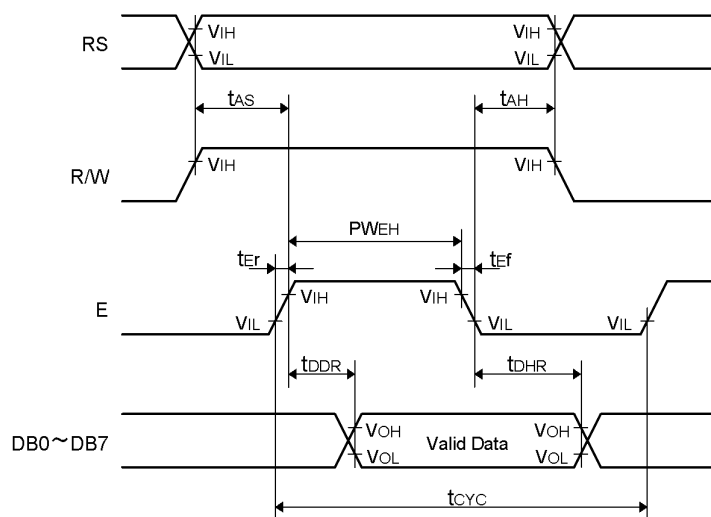 RS
VIH
VIH
VIL
VIL
tAS
tAH
R/W
VIH
VIH
PWEH
tEr
tEf
E
VIH
VIH
VIL
VIL
VIL
tDDR
tDHR
DB0～DB7
VOH
Valid Data
VOH
VOL
VOL
tCYC